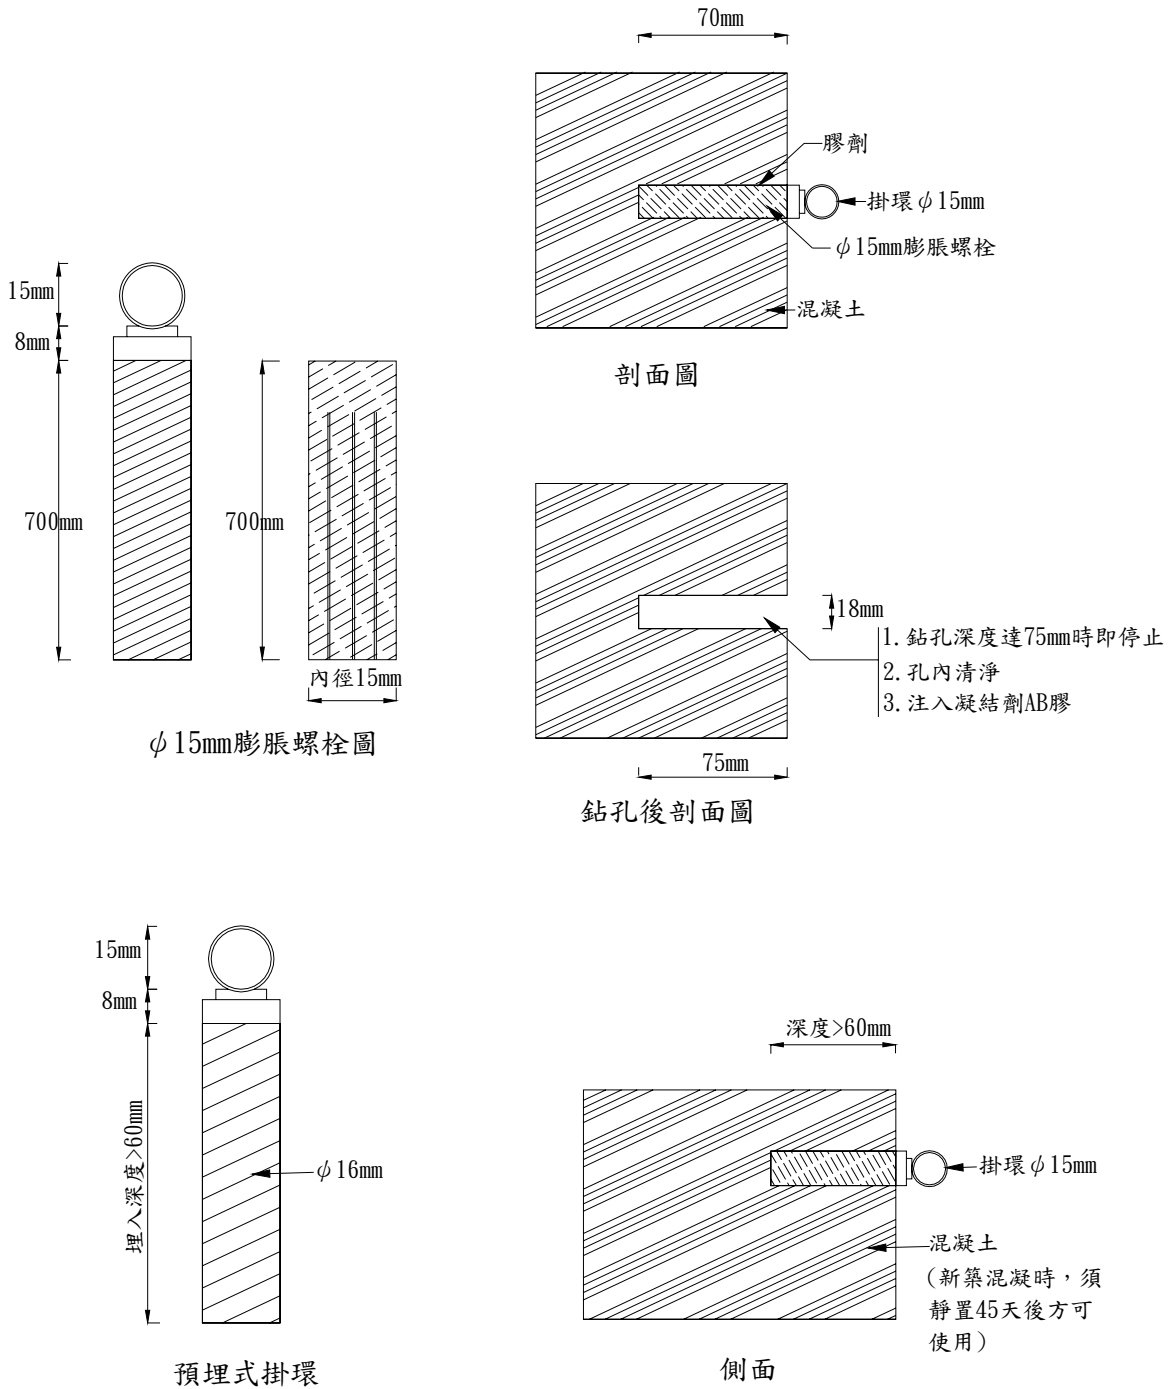 70mm
膠劑
掛環φ15mm
φ15mm膨脹螺栓
混凝土
剖面圖
15mm
8mm
700mm
700mm
內徑15mm
φ15mm膨脹螺栓圖
18mm
1.鉆孔深度達75mm時即停止
2.孔內清淨
3.注入凝結劑AB膠
75mm
鉆孔後剖面圖
15mm
8mm
埋入深度>60mm
φ16mm
預埋式掛環
深度>60mm
掛環φ15mm
混凝土
(新築混凝時，須
靜置45天後方可
使用)
側面